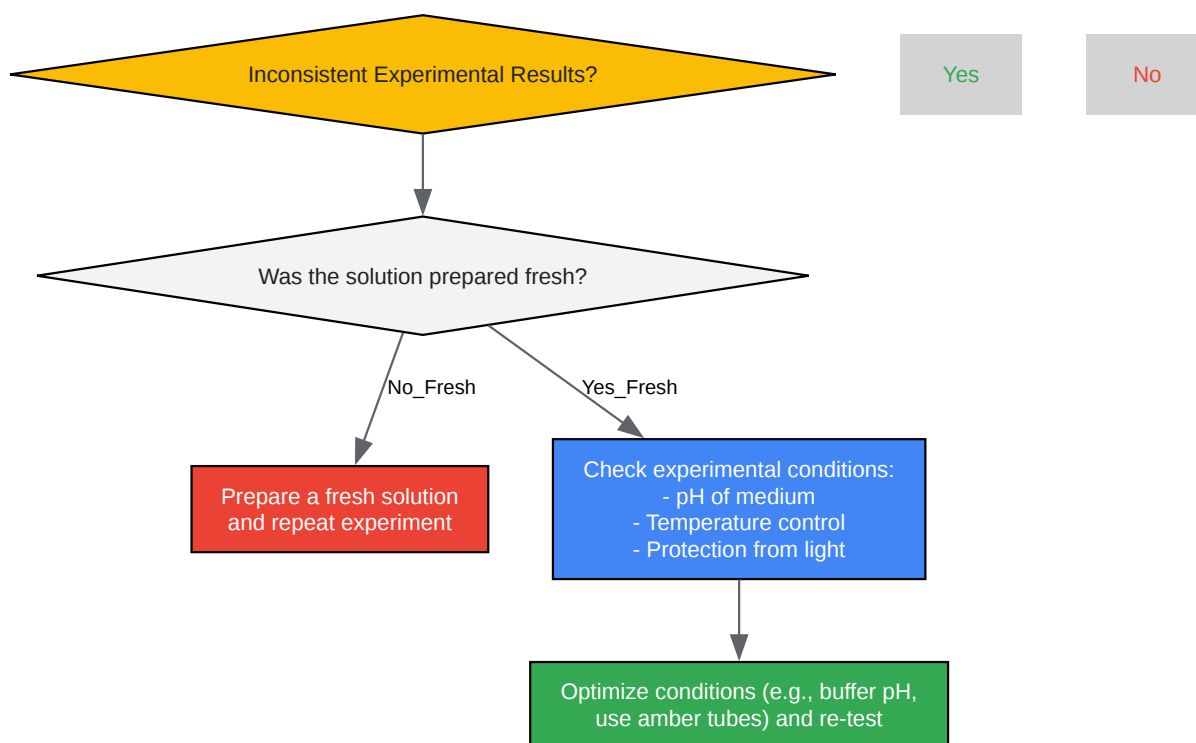 Inconsistent Experimental Results?
Yes
No
Was the solution prepared fresh?
No_Fresh
Yes_Fresh
Prepare a fresh solution
and repeat experiment
Check experimental conditions:
- pH of medium
- Temperature control
- Protection from light
Optimize conditions (e.g., buffer pH,
use amber tubes) and re-test